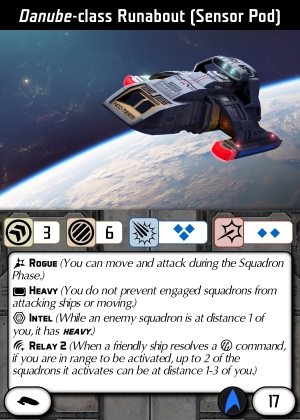 Danube-class Runabout (Sensor Pod)
3 6
ROGUE (You can move and attack during the Squadron
Phase.)
HEAVY (You do not prevent engaged squadrons from
attacking ships or moving.)
INTEL (While an enemy squadron is at distance 1 of
you, it has HEAVY.)
RELAY 2 (When a friendly ship resolves a command,
if you are in range to be activated, up to 2 of the
squadrons it activates can be at distance 1-3 of you.)
17